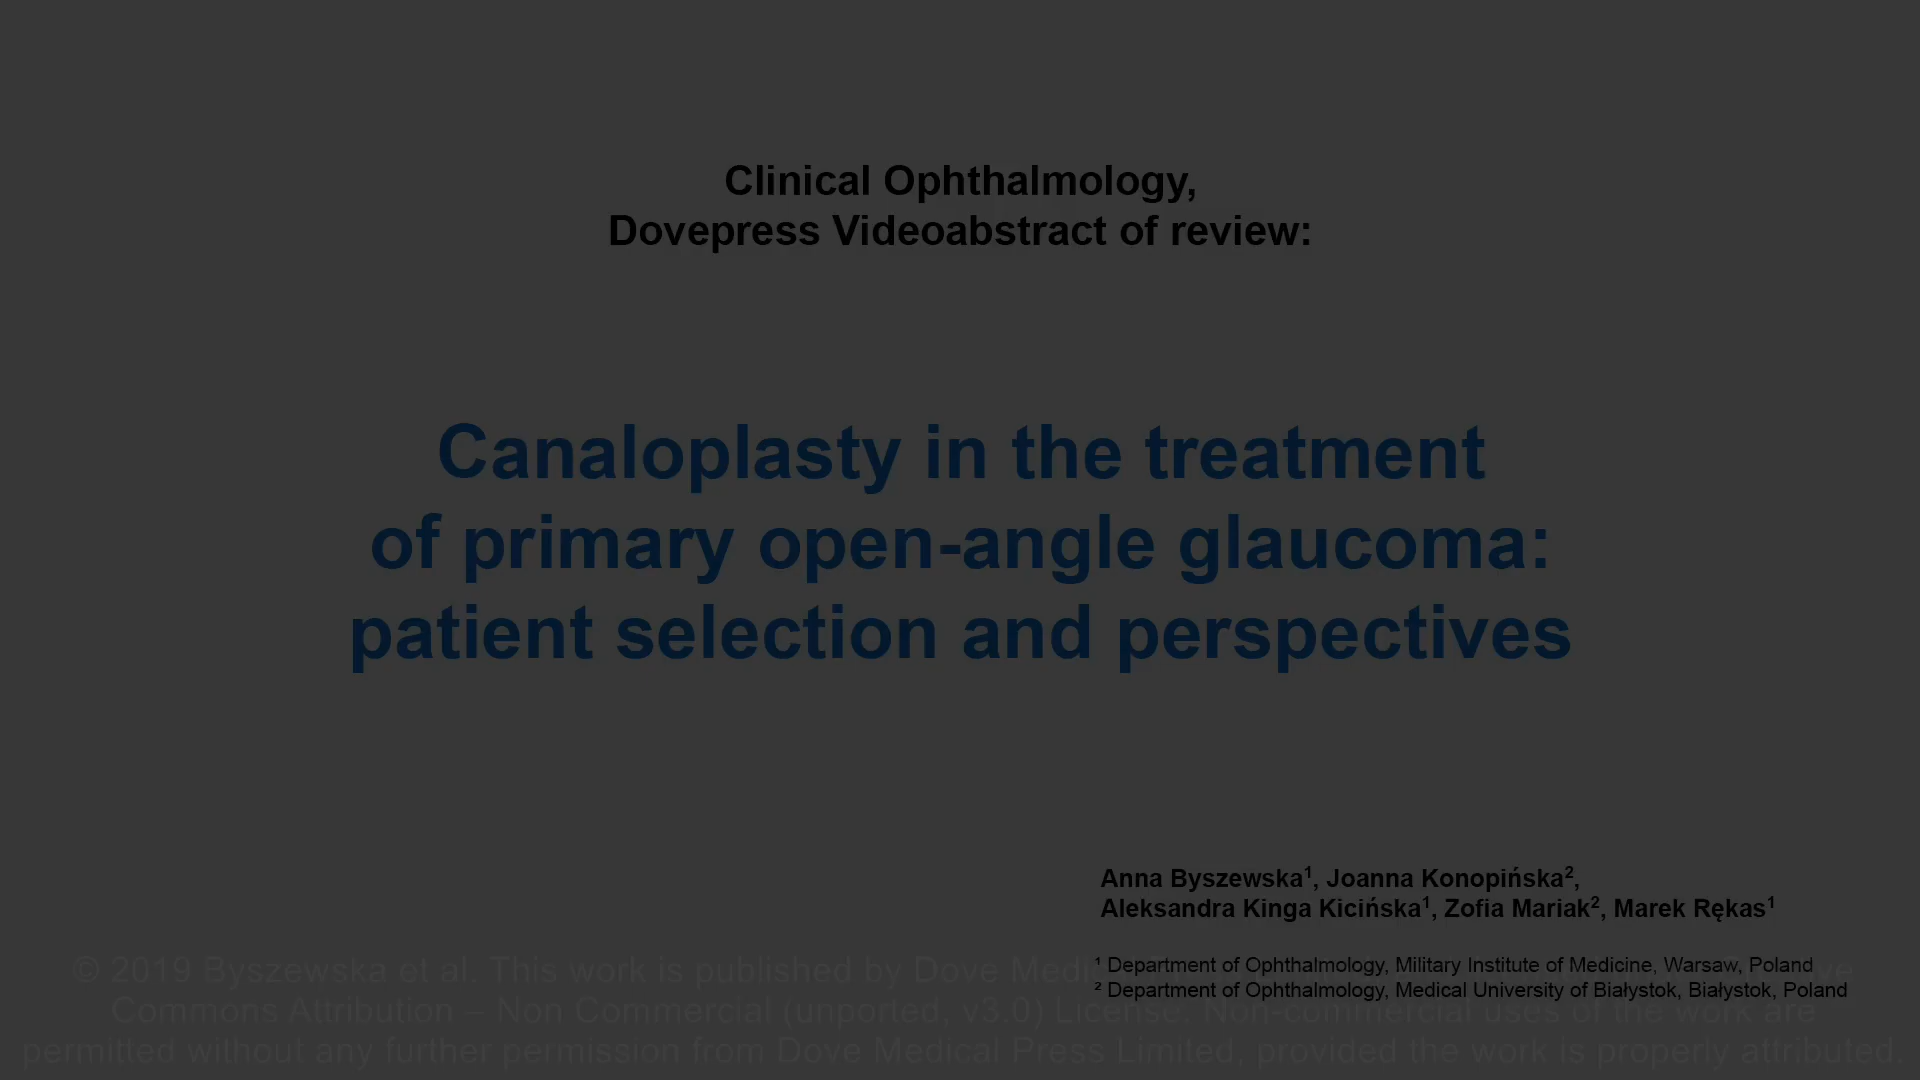 Clinical Ophthalmology,
Dovepress Videoabstract of review:
Canaloplasty in the treatment
of primary open-angle glaucoma:
patient selection and perspectives
Anna Byszewska¹, Joanna Konopińska²,
Aleksandra Kinga Kicińska¹, Zofia Mariak², Marek Rękas¹
¹ Department of Ophthalmology, Military Institute of Medicine, Warsaw, Poland
² Department of Ophthalmology, Medical University of Białystok, Białystok, Poland
© 2019 Byszewska et al. This work is published by Dove
Commons Attribution – Non Commercial (unported, v3.0) License. Non-commercial uses of the work are
permitted without any further permission from Dove Medical Press Limited, provided the work is properly attributed.